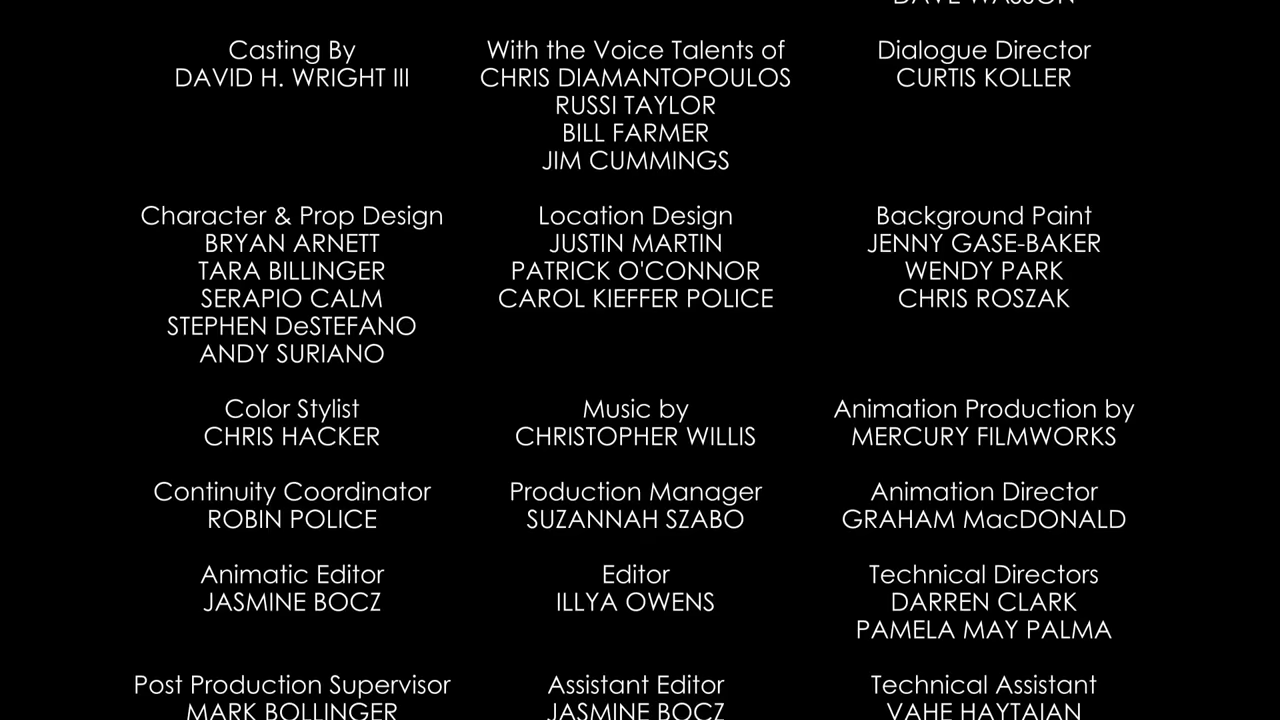 DAVE WASSON
Casting By
DAVID H. WRIGHT III
With the Voice Talents of
CHRIS DIAMANTOPOULOS
RUSSI TAYLOR
BILL FARMER
JIM CUMMINGS
Dialogue Director
CURTIS KOLLER
Character & Prop Design
BRYAN ARNETT
TARA BILLINGER
SERAPIO CALM
STEPHEN DeSTEFANO
ANDY SURIANO
Location Design
JUSTIN MARTIN
PATRICK O'CONNOR
CAROL KIEFFER POLICE
Background Paint
JENNY GASE-BAKER
WENDY PARK
CHRIS ROSZAK
Color Stylist
CHRIS HACKER
Music by
CHRISTOPHER WILLIS
Animation Production by
MERCURY FILMWORKS
Continuity Coordinator
ROBIN POLICE
Production Manager
SUZANNAH SZABO
Animation Director
GRAHAM MacDONALD
Animatic Editor
JASMINE BOCZ
Editor
ILLYA OWENS
Technical Directors
DARREN CLARK
PAMELA MAY PALMA
Post Production Supervisor
MARK BOLLINGER
Assistant Editor
JASMINE BOCZ
Technical Assistant
VAHE HAYTAIAN